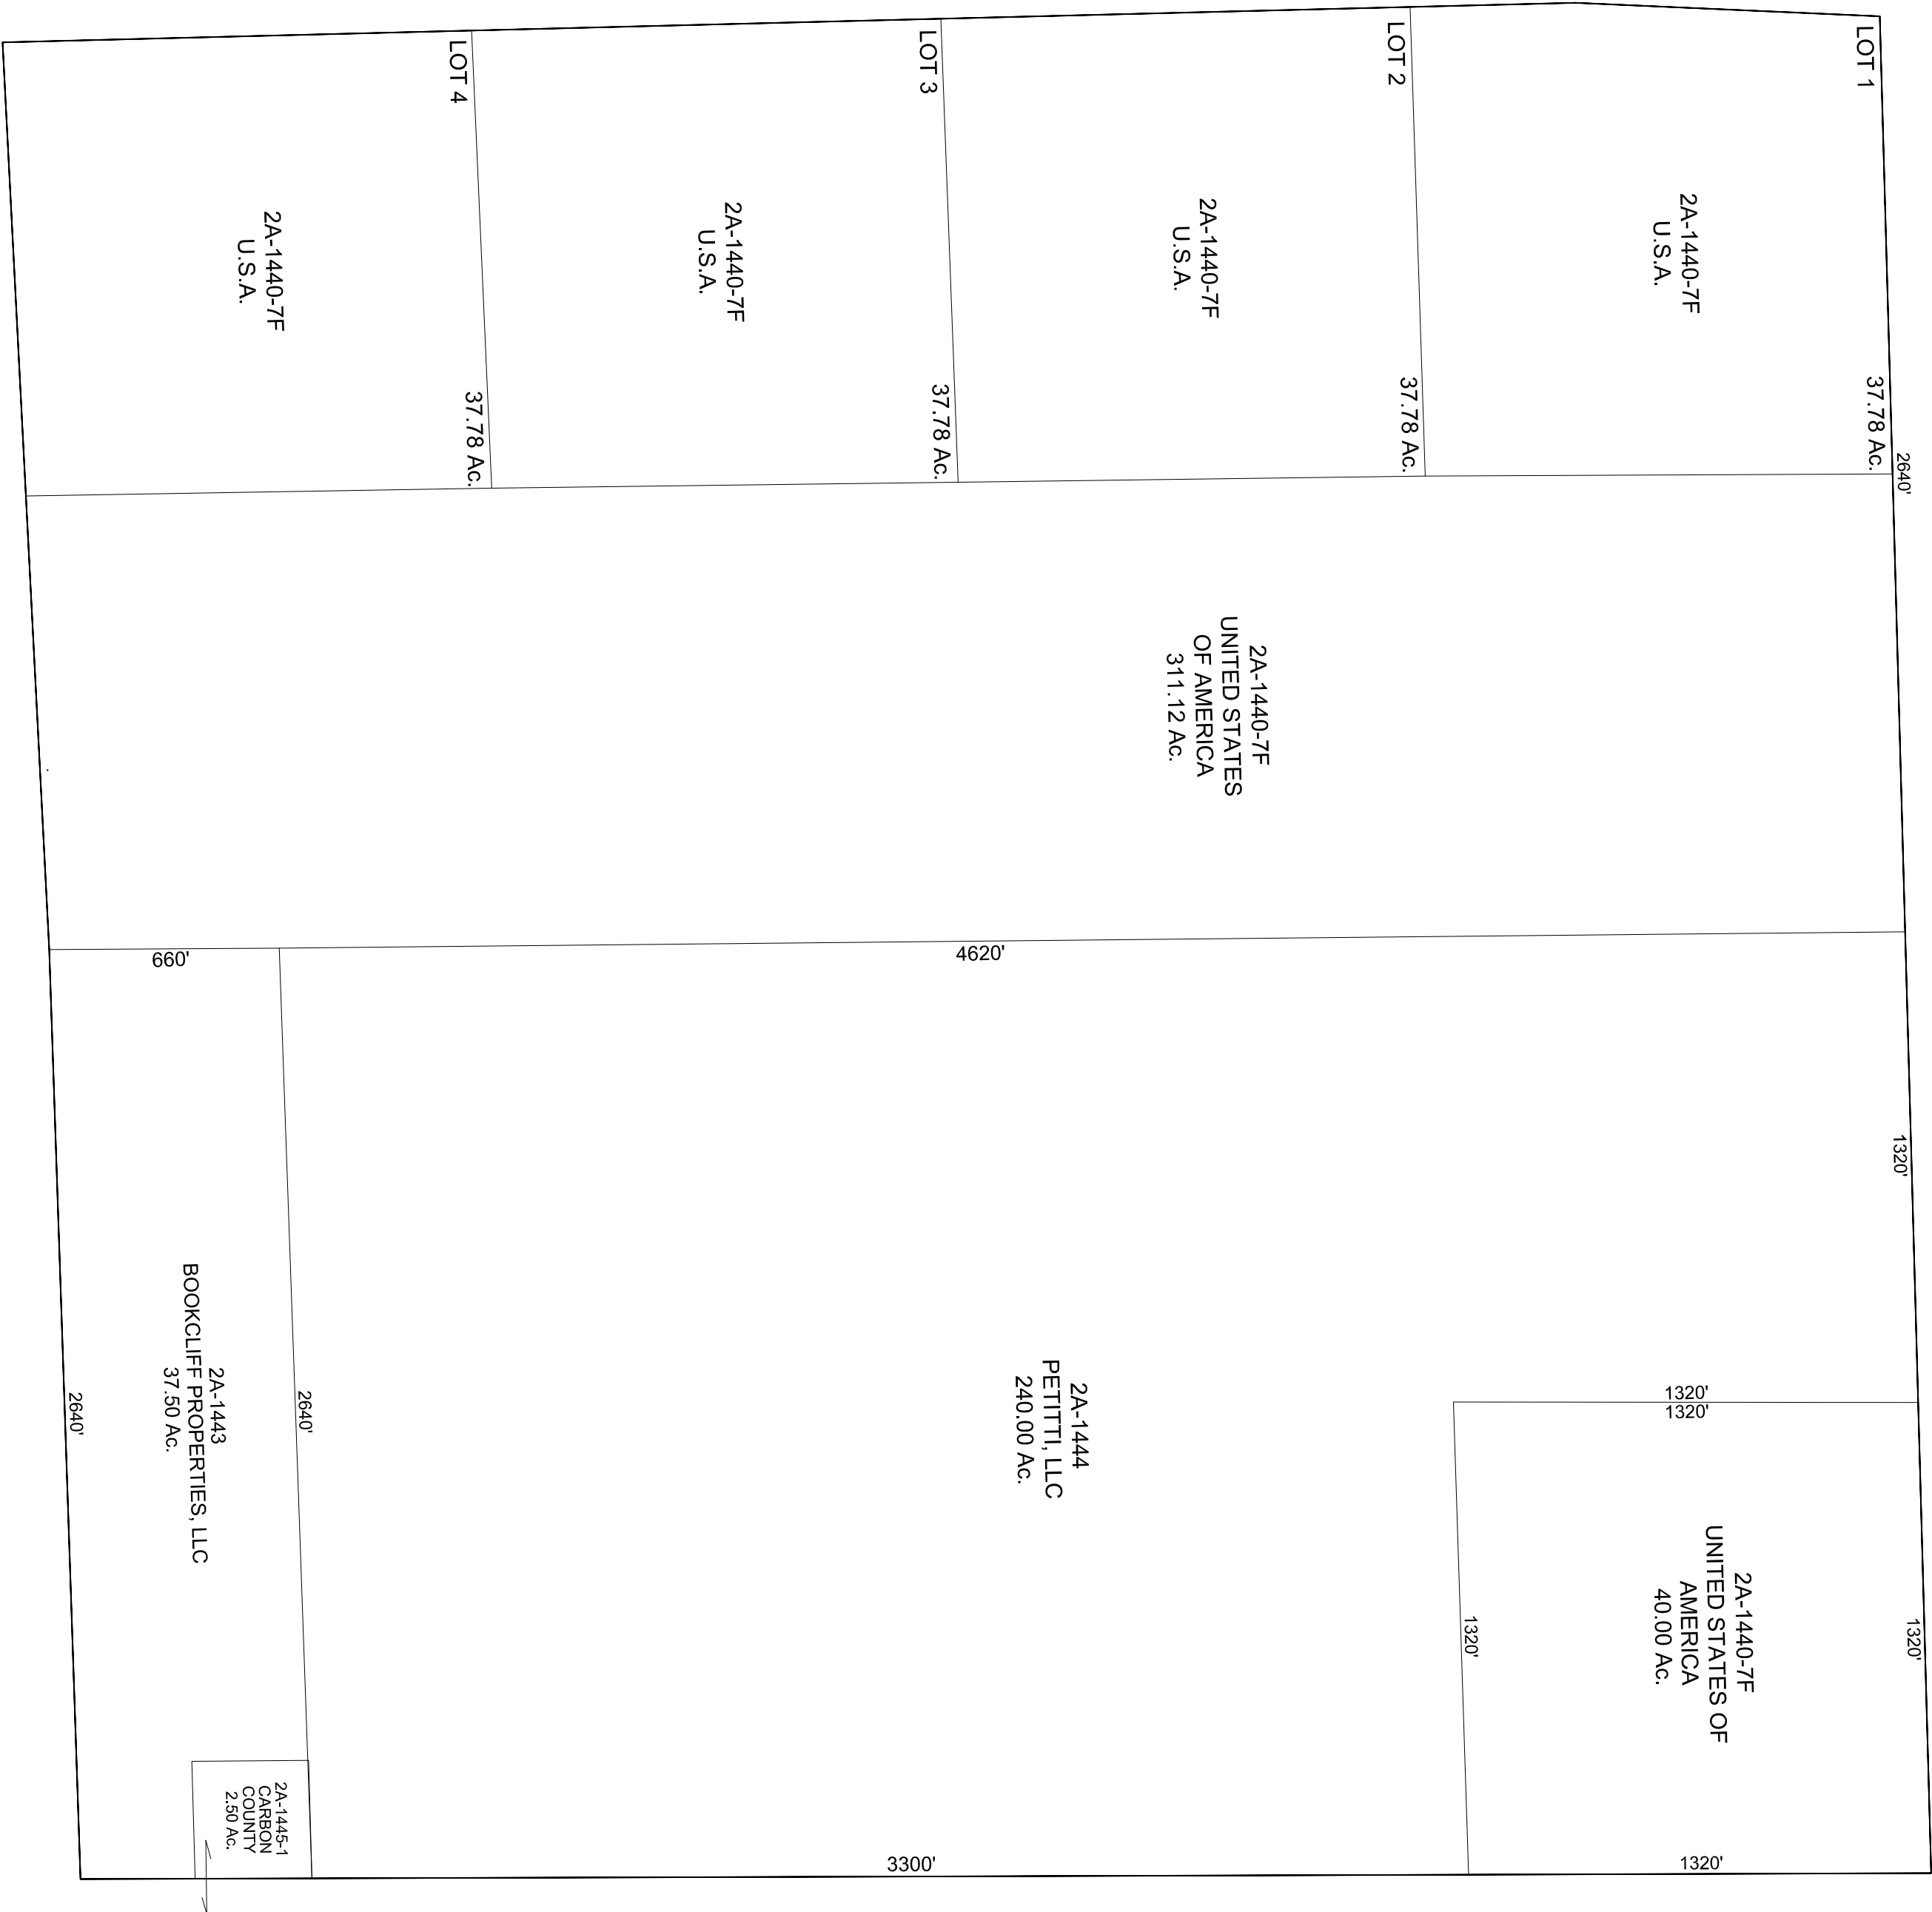 LOT 1
2A-1440-7F
U.S.A.
37.78 Ac.
LOT 2
2A-1440-7F
U.S.A.
37.78 Ac.
LOT 3
2A-1440-7F
U.S.A.
37.78 Ac.
LOT 4
2A-1440-7F
U.S.A.
37.78 Ac.
2640'
2A-1440-7F
UNITED STATES
OF AMERICA
311.12 Ac.
660'
4620'
1320'
2A-1444
PETITTI, LLC
240.00 Ac.
1320'
1320'
2A-1440-7F
UNITED STATES OF
AMERICA
40.00 Ac.
1320'
1320'
1320'
2640'
2A-1443
BOOKCLIFF PROPERTIES, LLC
37.50 Ac.
2640'
2A-1445-1
CARBON
COUNTY
2.50 Ac.
3300'